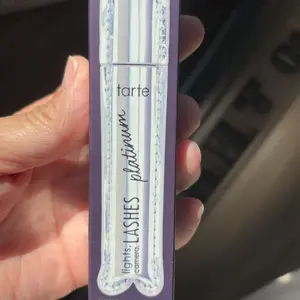 tarte
lights,
camera,
LASHES
platinum